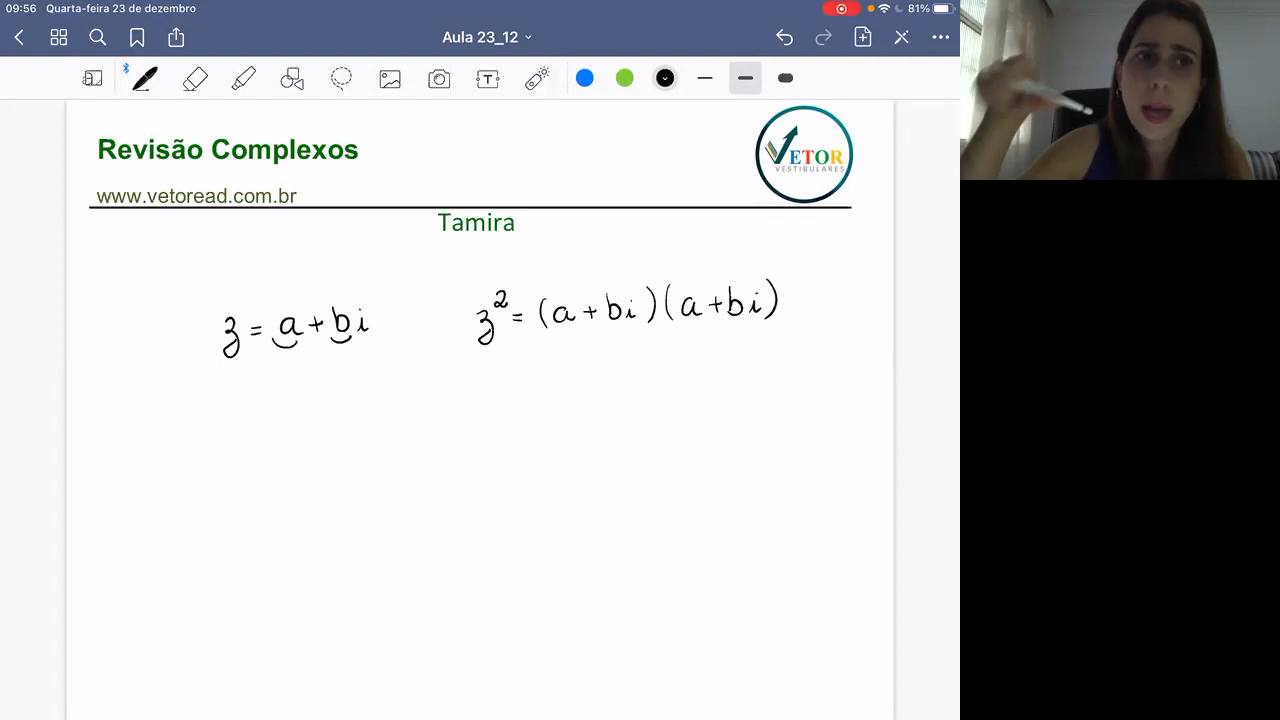 09:56 Quarta-feira 23 de dezembro 81%
Aula 23_12
T
Revisão Complexos
VETOR
VESTIBULARES
www.vetoread.com.br
Tamira
z = a + bi
z² = (a + bi)(a + bi)